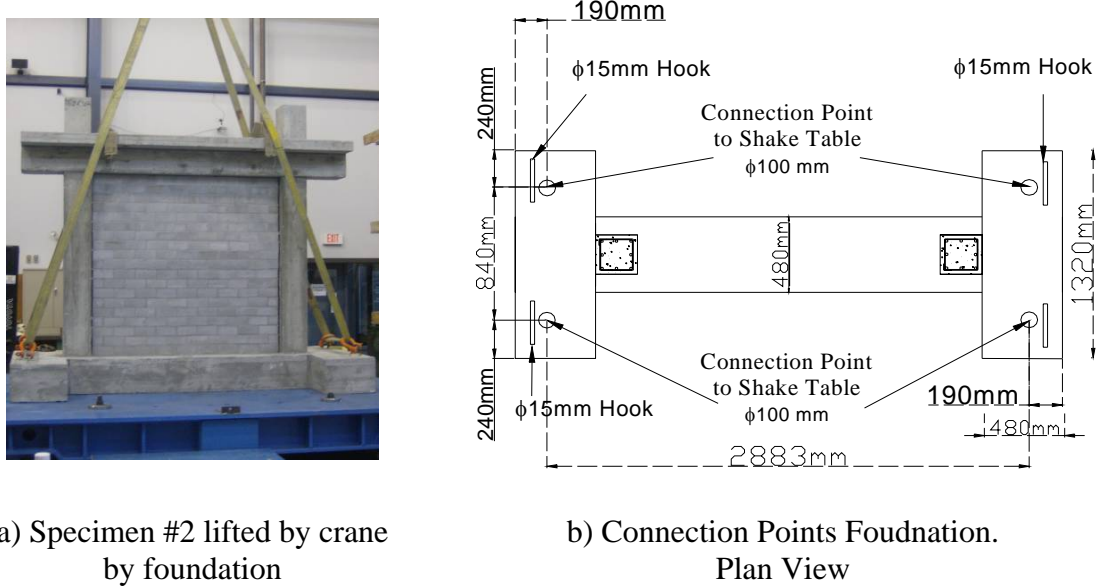 190mm
240mm
ϕ15mm Hook
ϕ15mm Hook
Connection Point
to Shake Table
ϕ100 mm
840mm
480mm
1320mm
EXIT
Connection Point
to Shake Table
ϕ100 mm
240mm
ϕ15mm Hook
190mm
480mm
2883mm
a) Specimen #2 lifted by crane
by foundation
b) Connection Points Foudnation.
Plan View